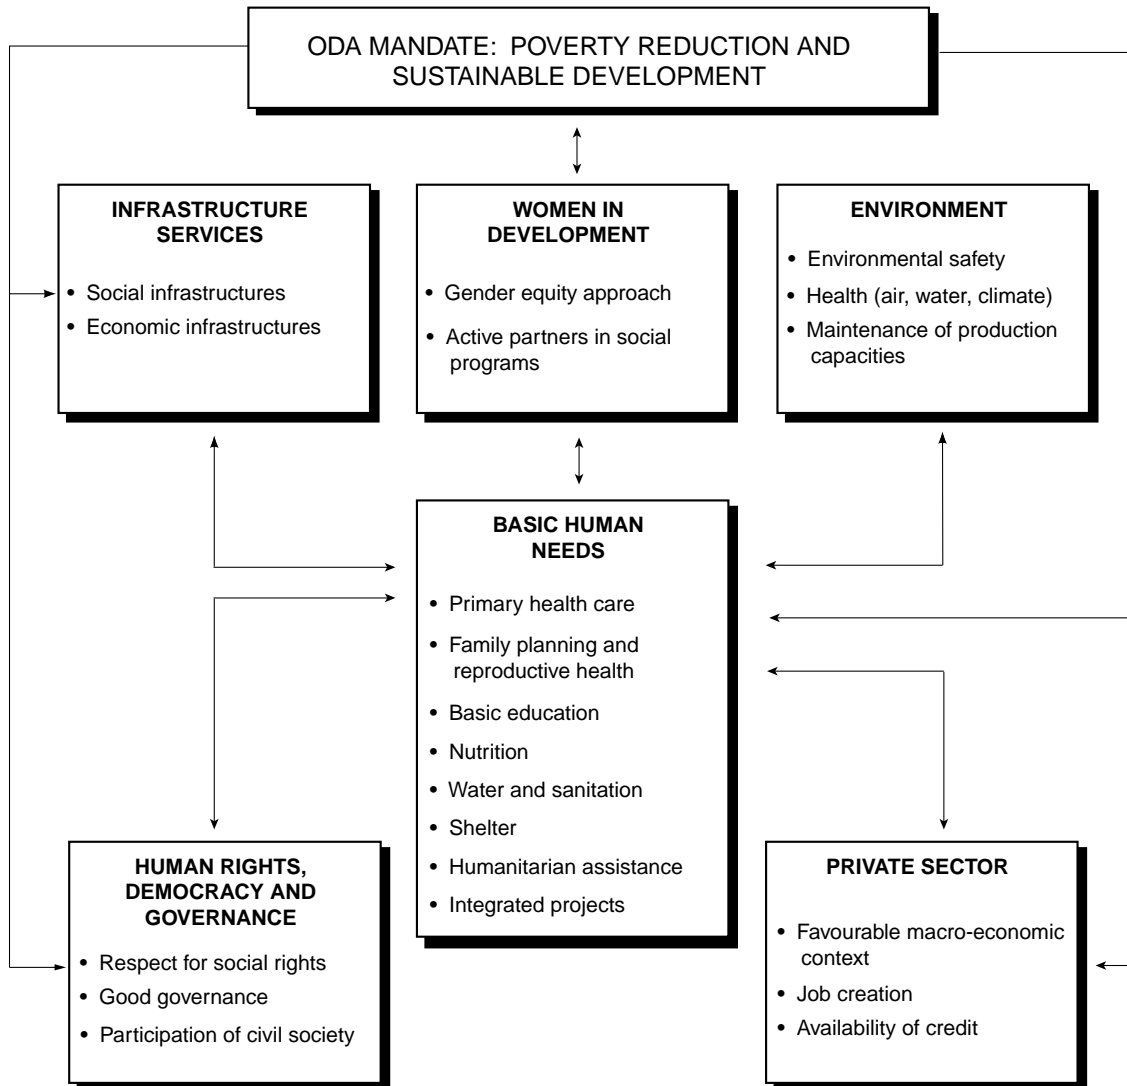 ODA MANDATE:  POVERTY REDUCTION AND
SUSTAINABLE DEVELOPMENT
INFRASTRUCTURE
SERVICES
• Social infrastructures
• Economic infrastructures
WOMEN IN
DEVELOPMENT
• Gender equity approach
• Active partners in social
programs
ENVIRONMENT
• Environmental safety
• Health (air, water, climate)
• Maintenance of production
capacities
BASIC HUMAN
NEEDS
• Primary health care
• Family planning and
reproductive health
• Basic education
• Nutrition
• Water and sanitation
• Shelter
• Humanitarian assistance
• Integrated projects
HUMAN RIGHTS,
DEMOCRACY AND
GOVERNANCE
• Respect for social rights
• Good governance
• Participation of civil society
PRIVATE SECTOR
• Favourable macro-economic
context
• Job creation
• Availability of credit